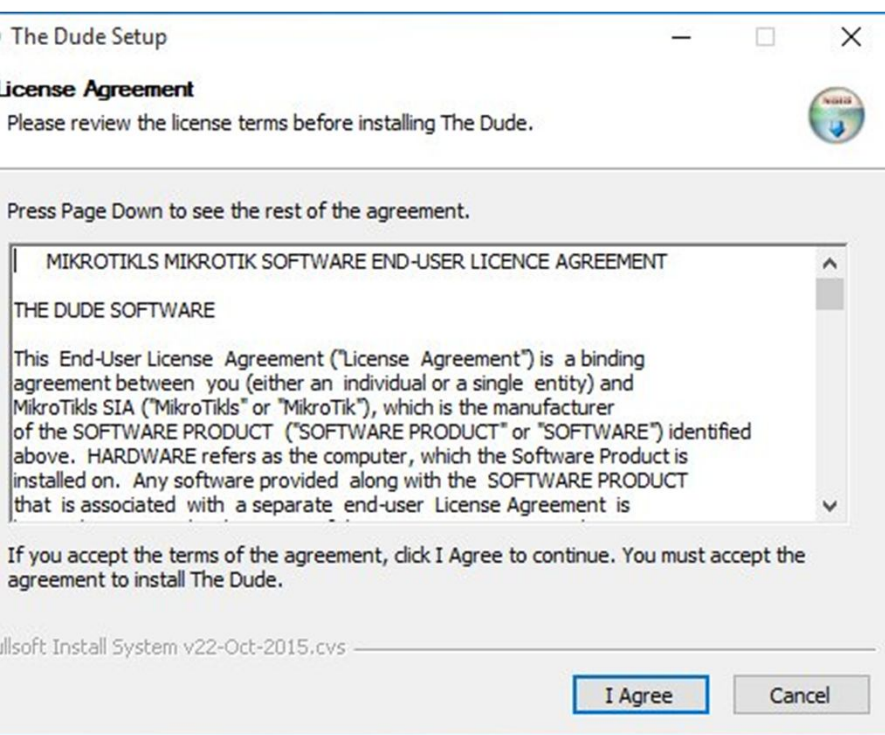 The Dude Setup
License Agreement
Please review the license terms before installing The Dude.
Press Page Down to see the rest of the agreement.
MIKROTIKLS MIKROTIK SOFTWARE END-USER LICENCE AGREEMENT
THE DUDE SOFTWARE
This End-User License Agreement ("License Agreement") is a binding
agreement between you (either an individual or a single entity) and
MikroTikls SIA ("MikroTikls" or "MikroTik"), which is the manufacturer
of the SOFTWARE PRODUCT ("SOFTWARE PRODUCT" or "SOFTWARE") identified
above. HARDWARE refers as the computer, which the Software Product is
installed on. Any software provided along with the SOFTWARE PRODUCT
that is associated with a separate end-user License Agreement is
If you accept the terms of the agreement, click I Agree to continue. You must accept the
agreement to install The Dude.
ullsoft Install System v22-Oct-2015.cvs
I Agree
Cancel